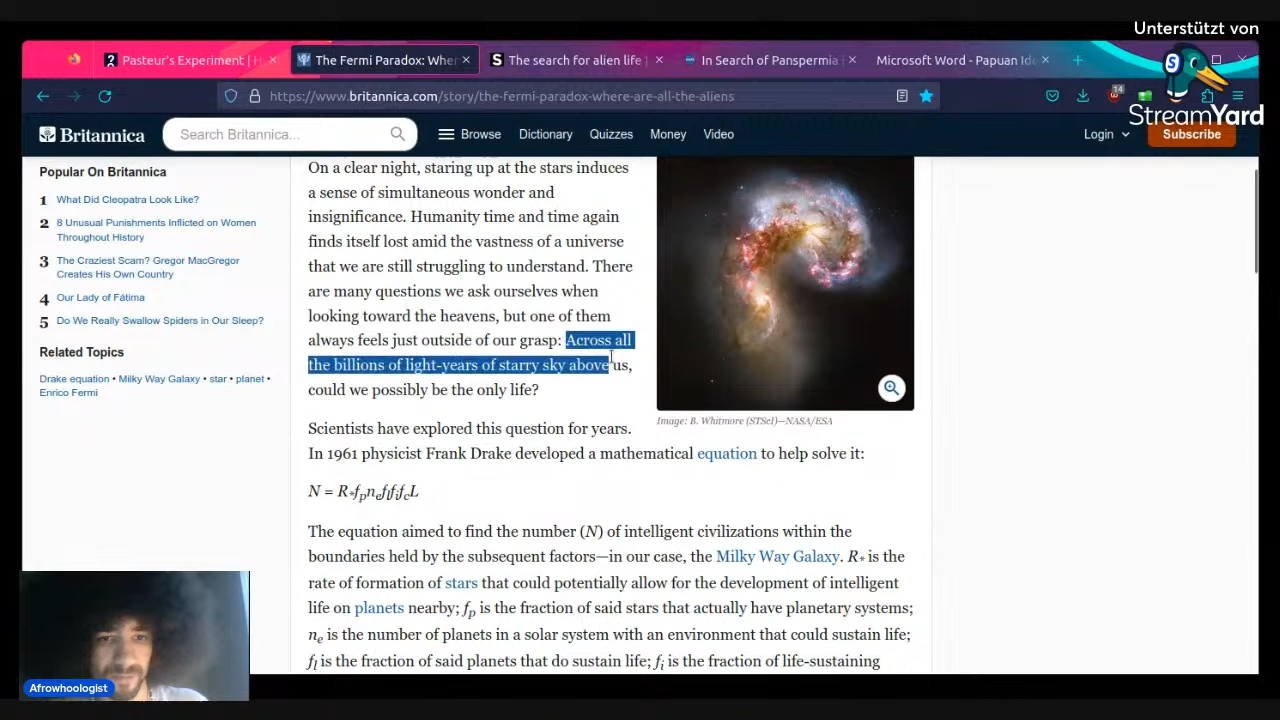 Unterstützt von
StreamYard
Pasteur's Experiment | H
The Fermi Paradox: Wher
The search for alien life |
In Search of Panspermia |
Microsoft Word - Papuan Ide
https://www.britannica.com/story/the-fermi-paradox-where-are-all-the-aliens
14
Britannica
Search Britannica...
Browse
Dictionary
Quizzes
Money
Video
Login
Subscribe
Popular On Britannica
1 What Did Cleopatra Look Like?
2 8 Unusual Punishments Inflicted on Women
Throughout History
3 The Craziest Scam? Gregor MacGregor
Creates His Own Country
4 Our Lady of Fátima
5 Do We Really Swallow Spiders in Our Sleep?
Related Topics
Drake equation • Milky Way Galaxy • star • planet •
Enrico Fermi
On a clear night, staring up at the stars induces
a sense of simultaneous wonder and
insignificance. Humanity time and time again
finds itself lost amid the vastness of a universe
that we are still struggling to understand. There
are many questions we ask ourselves when
looking toward the heavens, but one of them
always feels just outside of our grasp: Across all
the billions of light-years of starry sky above us,
could we possibly be the only life?
Image: B. Whitmore (STScI)—NASA/ESA
Scientists have explored this question for years.
In 1961 physicist Frank Drake developed a mathematical equation to help solve it:
N = R*fpneflfifcL
The equation aimed to find the number (N) of intelligent civilizations within the
boundaries held by the subsequent factors—in our case, the Milky Way Galaxy. R* is the
rate of formation of stars that could potentially allow for the development of intelligent
life on planets nearby; fp is the fraction of said stars that actually have planetary systems;
ne is the number of planets in a solar system with an environment that could sustain life;
fl is the fraction of said planets that do sustain life; fi is the fraction of life-sustaining
Afrowhoologist